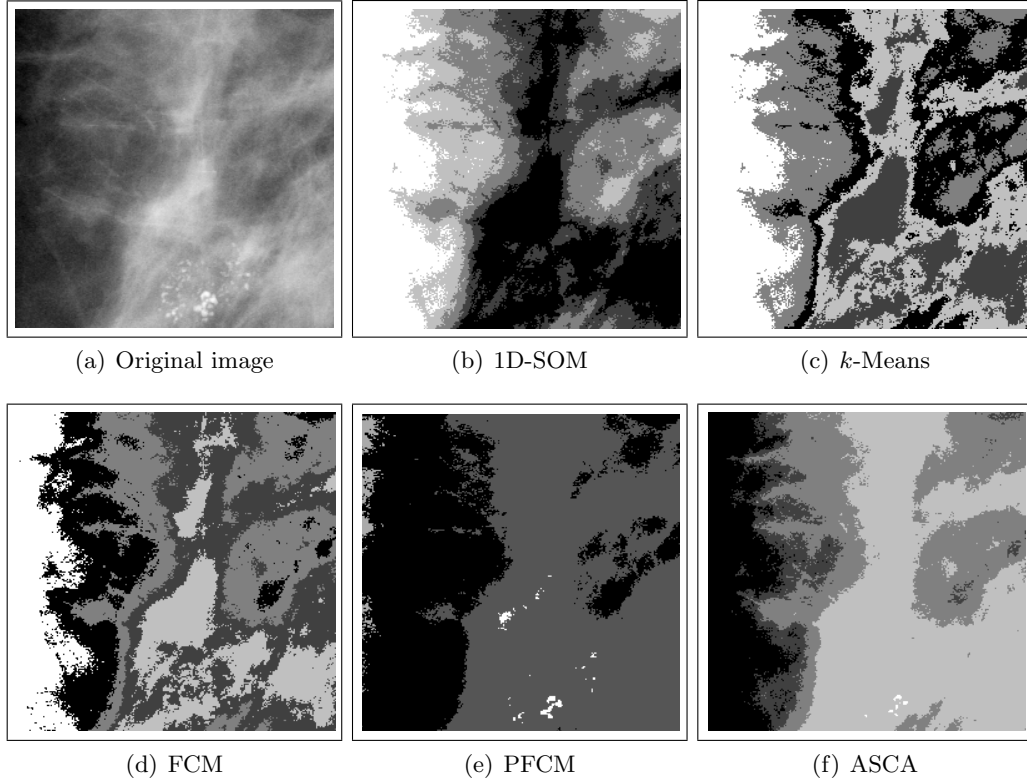 (a) Original image
(b) 1D-SOM
(c) k-Means
(d) FCM
(e) PFCM
(f) ASCA